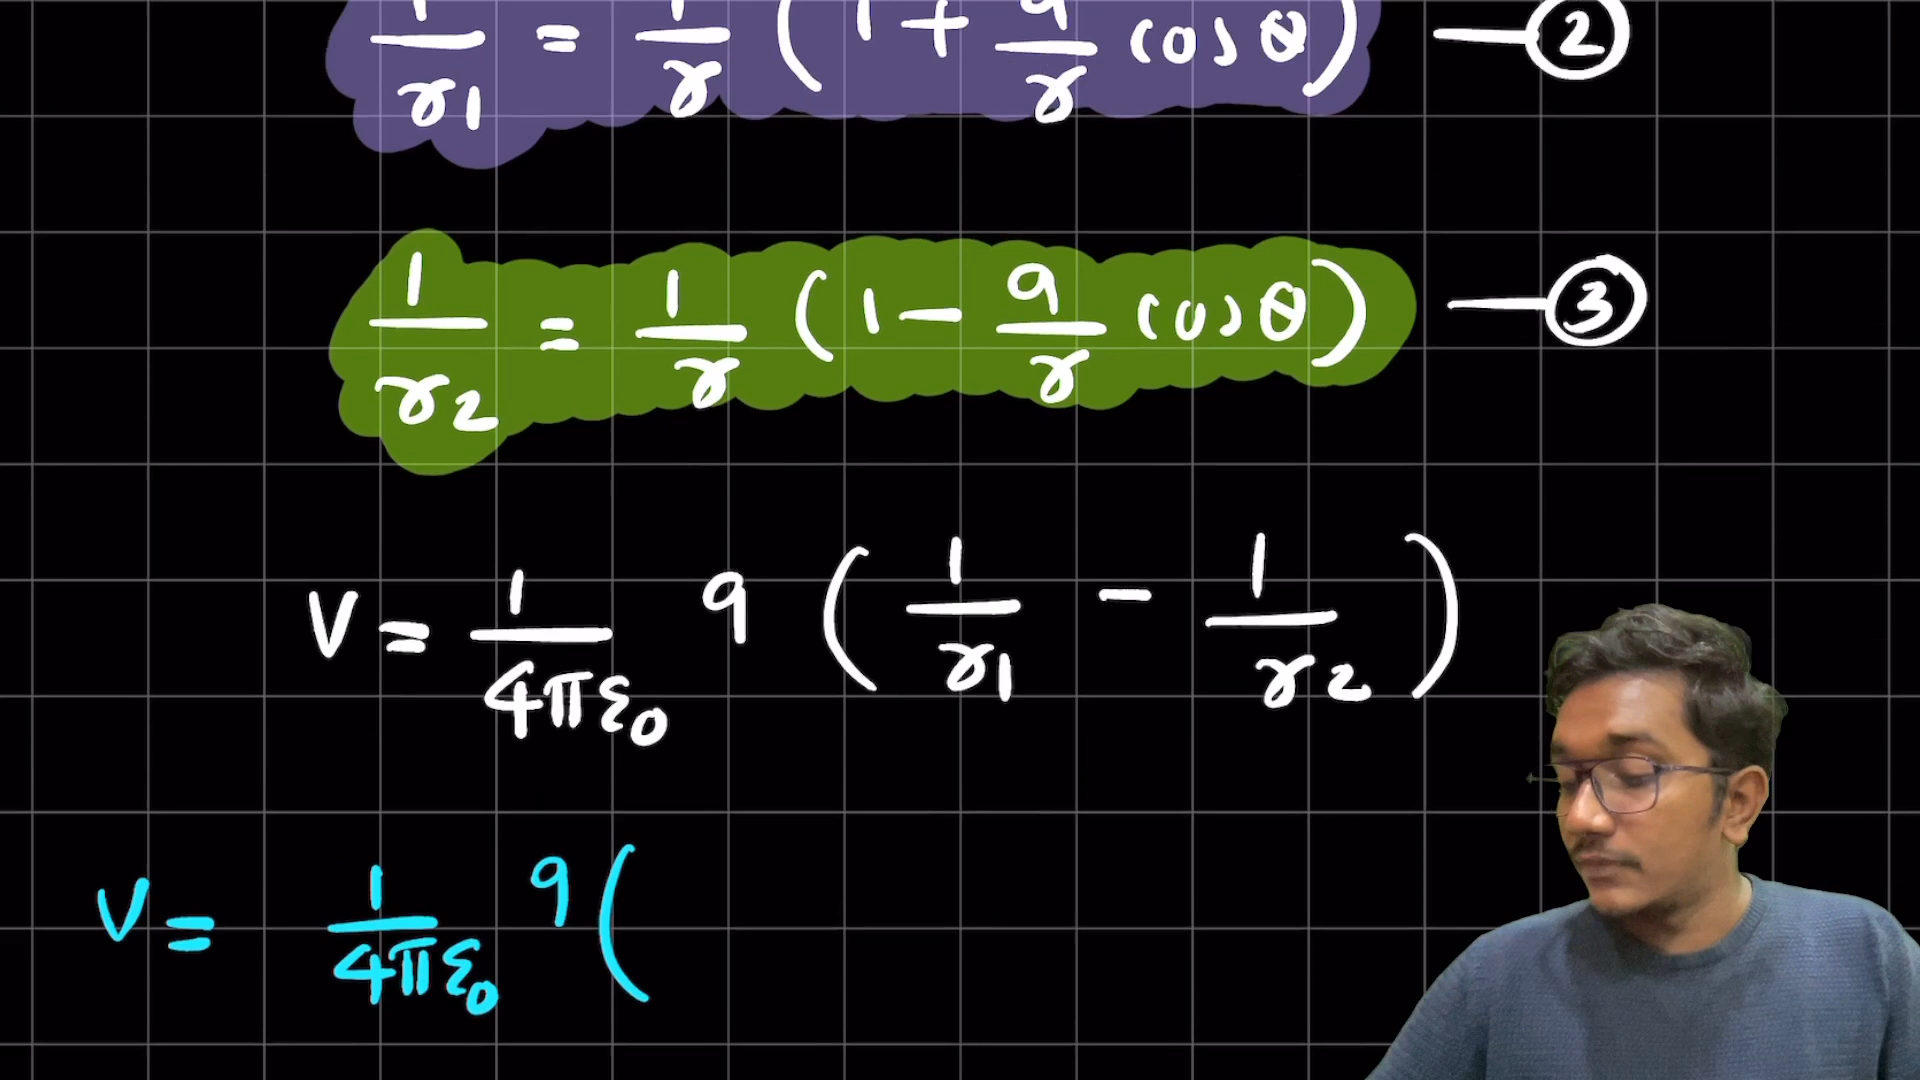 1/r1 = 1/r (1 + a/r cos θ) — 2
1/r2 = 1/r (1 - a/r cos θ) — 3
V = 1/4πε0 q (1/r1 - 1/r2)
V = 1/4πε0 q (